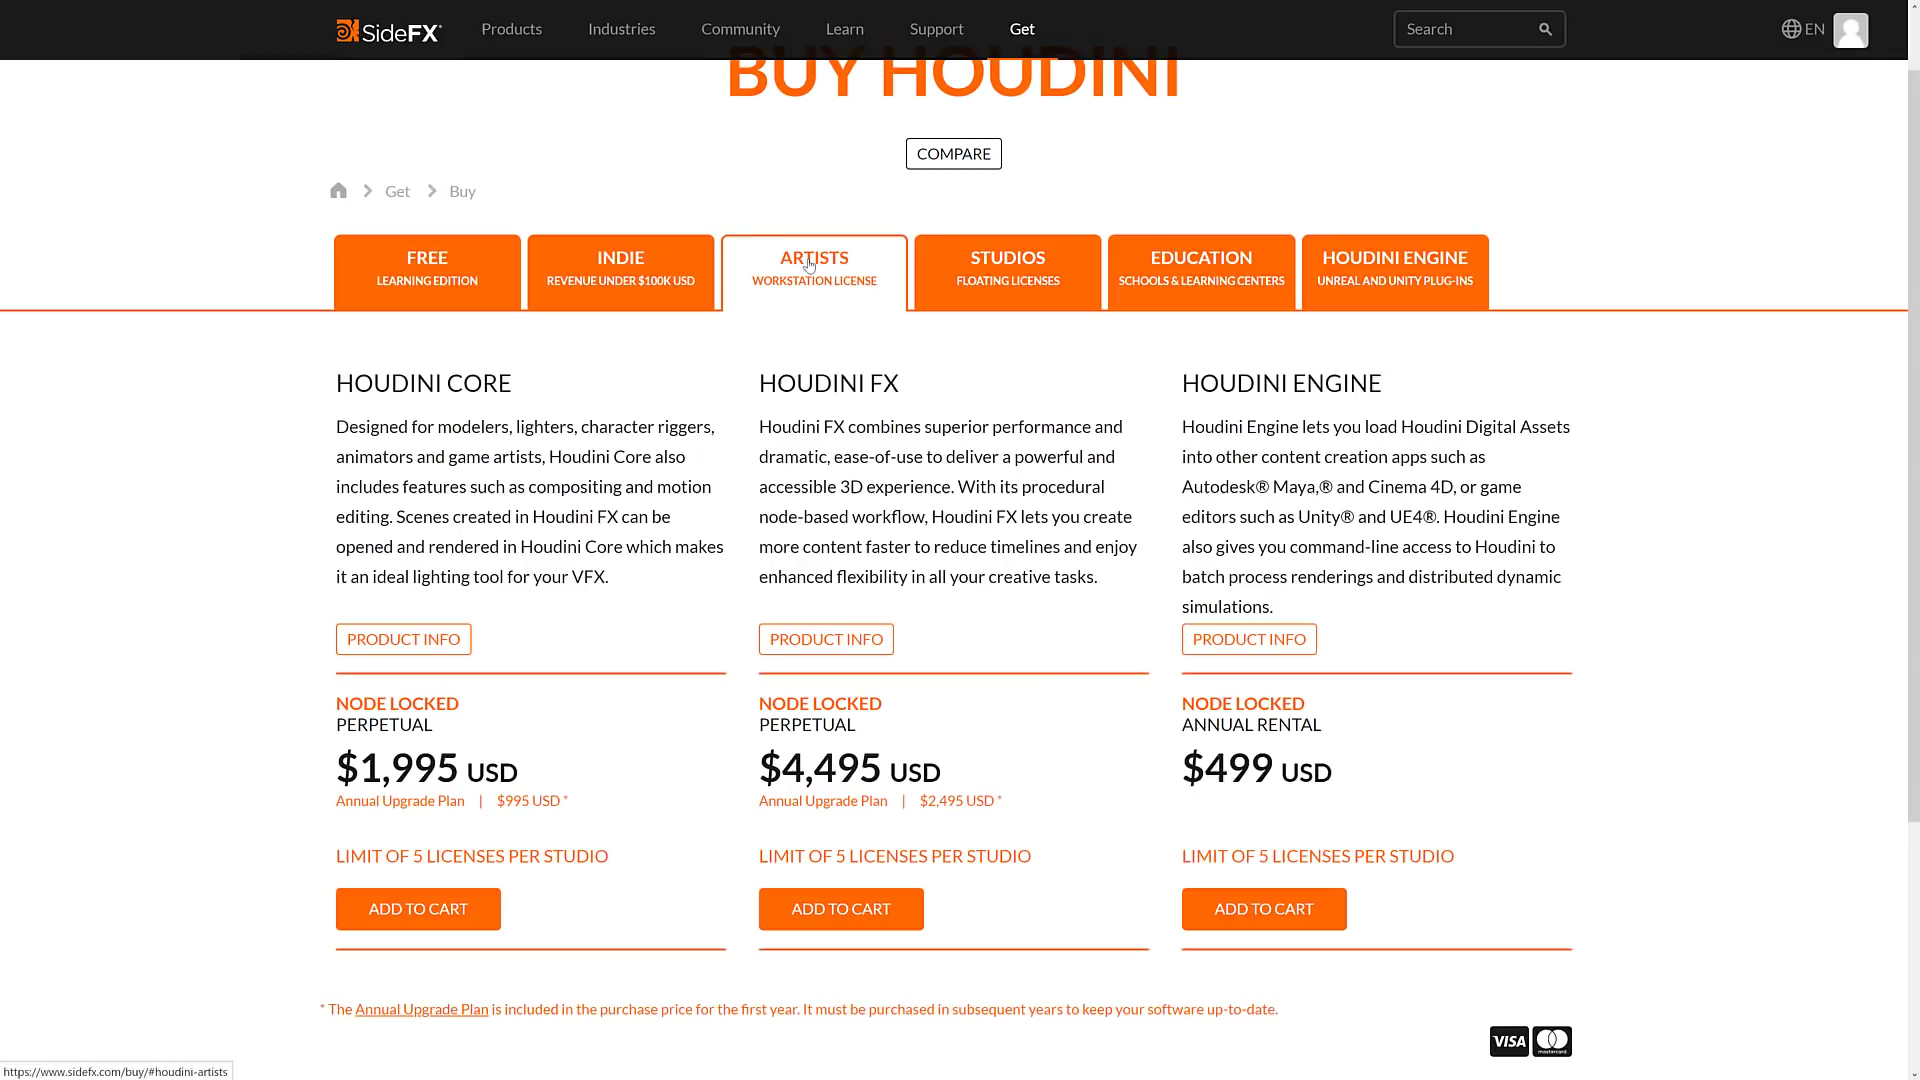 SideFX Products Industries Community Learn Support Get Search EN
BUY HOUDINI
COMPARE
Get Buy
FREE
LEARNING EDITION
INDIE
REVENUE UNDER $100K USD
ARTISTS
WORKSTATION LICENSE
STUDIOS
FLOATING LICENSES
EDUCATION
SCHOOLS & LEARNING CENTERS
HOUDINI ENGINE
UNREAL AND UNITY PLUG-INS
HOUDINI CORE
Designed for modelers, lighters, character riggers,
animators and game artists, Houdini Core also
includes features such as compositing and motion
editing. Scenes created in Houdini FX can be
opened and rendered in Houdini Core which makes
it an ideal lighting tool for your VFX.
PRODUCT INFO
NODE LOCKED
PERPETUAL
$1,995 USD
Annual Upgrade Plan | $995 USD *
LIMIT OF 5 LICENSES PER STUDIO
ADD TO CART
HOUDINI FX
Houdini FX combines superior performance and
dramatic, ease-of-use to deliver a powerful and
accessible 3D experience. With its procedural
node-based workflow, Houdini FX lets you create
more content faster to reduce timelines and enjoy
enhanced flexibility in all your creative tasks.
PRODUCT INFO
NODE LOCKED
PERPETUAL
$4,495 USD
Annual Upgrade Plan | $2,495 USD *
LIMIT OF 5 LICENSES PER STUDIO
ADD TO CART
HOUDINI ENGINE
Houdini Engine lets you load Houdini Digital Assets
into other content creation apps such as
Autodesk® Maya,® and Cinema 4D, or game
editors such as Unity® and UE4®. Houdini Engine
also gives you command-line access to Houdini to
batch process renderings and distributed dynamic
simulations.
PRODUCT INFO
NODE LOCKED
ANNUAL RENTAL
$499 USD
LIMIT OF 5 LICENSES PER STUDIO
ADD TO CART
* The Annual Upgrade Plan is included in the purchase price for the first year. It must be purchased in subsequent years to keep your software up-to-date.
VISA mastercard
https://www.sidefx.com/buy/#houdini-artists